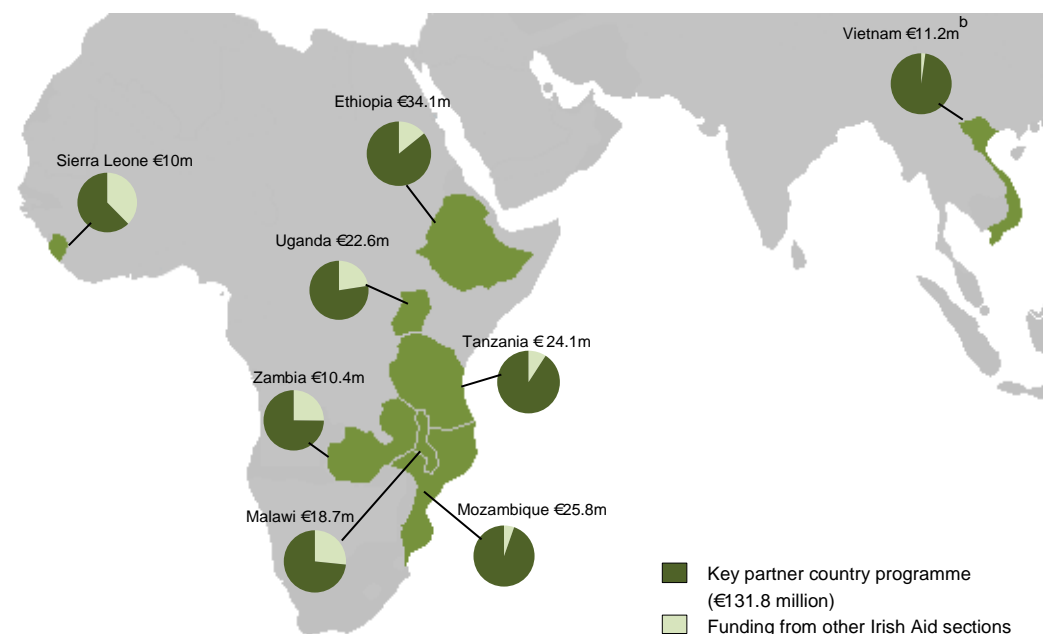 b
Vietnam €11.2m
Ethiopia €34.1m
Sierra Leone €10m
Uganda €22.6m
Tanzania € 24.1m
Zambia €10.4m
Malawi €18.7m
Mozambique €25.8m
Key partner country programme
(€131.8 million)
Funding from other Irish Aid sections